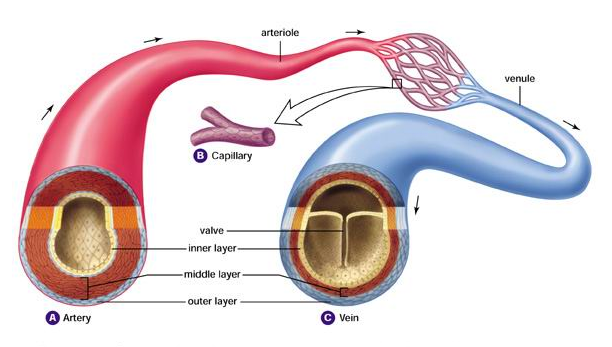 arteriole
venule
B Capillary
valve
inner layer
middle layer
outer layer
A Artery
C Vein